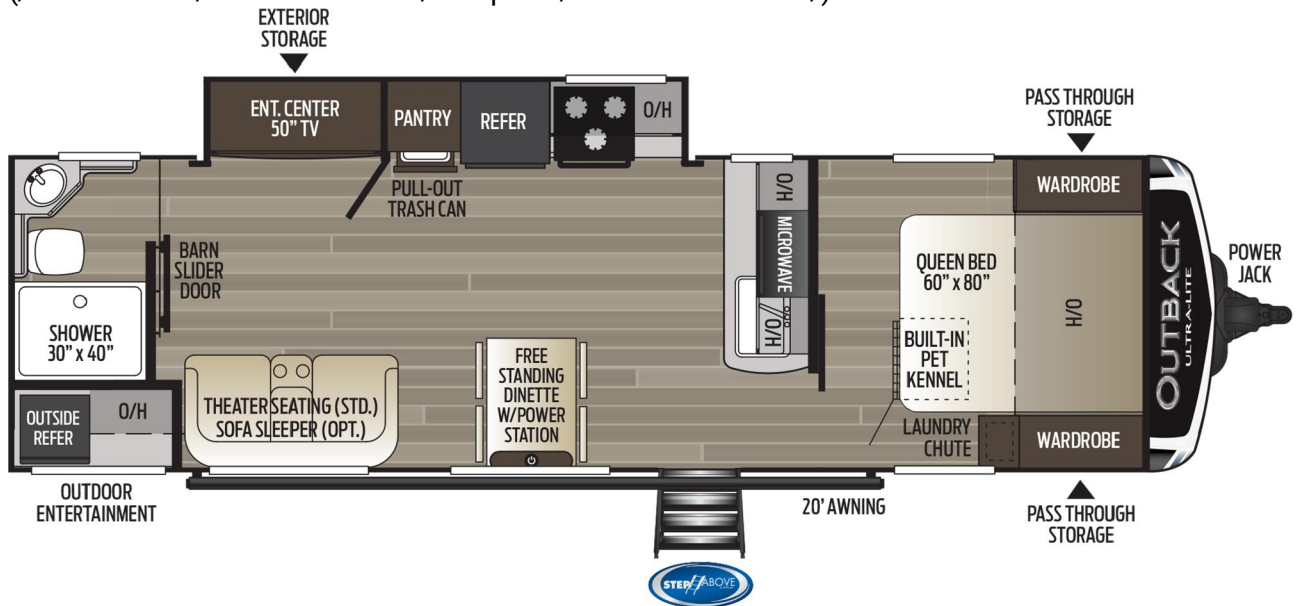 EXTERIOR
STORAGE
ENT. CENTER
50" TV
PANTRY
REFER
O/H
PULL-OUT
TRASH CAN
PASS THROUGH
STORAGE
WARDROBE
O/H
MICROWAVE
O/H
BARN
SLIDER
DOOR
SHOWER
30" x 40"
QUEEN BED
60" x 80"
O/H
BUILT-IN
PET
KENNEL
OUTBACK
ULTRA-LITE
POWER
JACK
FREE
STANDING
DINETTE
W/POWER
STATION
THEATER SEATING (STD.)
SOFA SLEEPER (OPT.)
OUTSIDE
REFER
O/H
LAUNDRY
CHUTE
WARDROBE
OUTDOOR
ENTERTAINMENT
20' AWNING
PASS THROUGH
STORAGE
STEP ABOVE